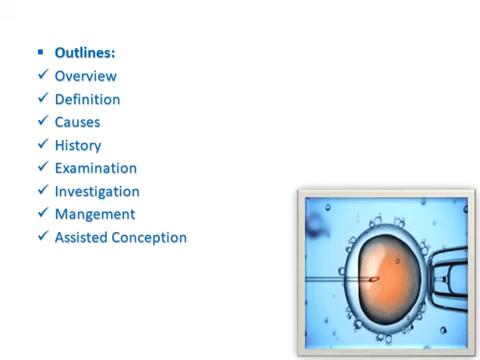 Outlines:
Overview
Definition
Causes
History
Examination
Investigation
Mangement
Assisted Conception